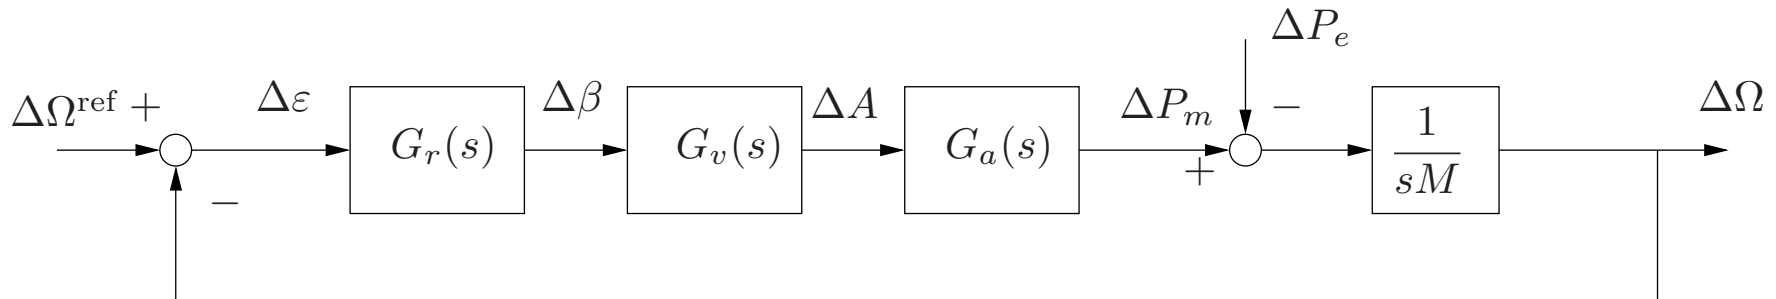 ΔP_e
ΔΩ^ref + Δε Δβ ΔA ΔP_m − ΔΩ
G_r(s) G_v(s) G_a(s) 1/sM
− +